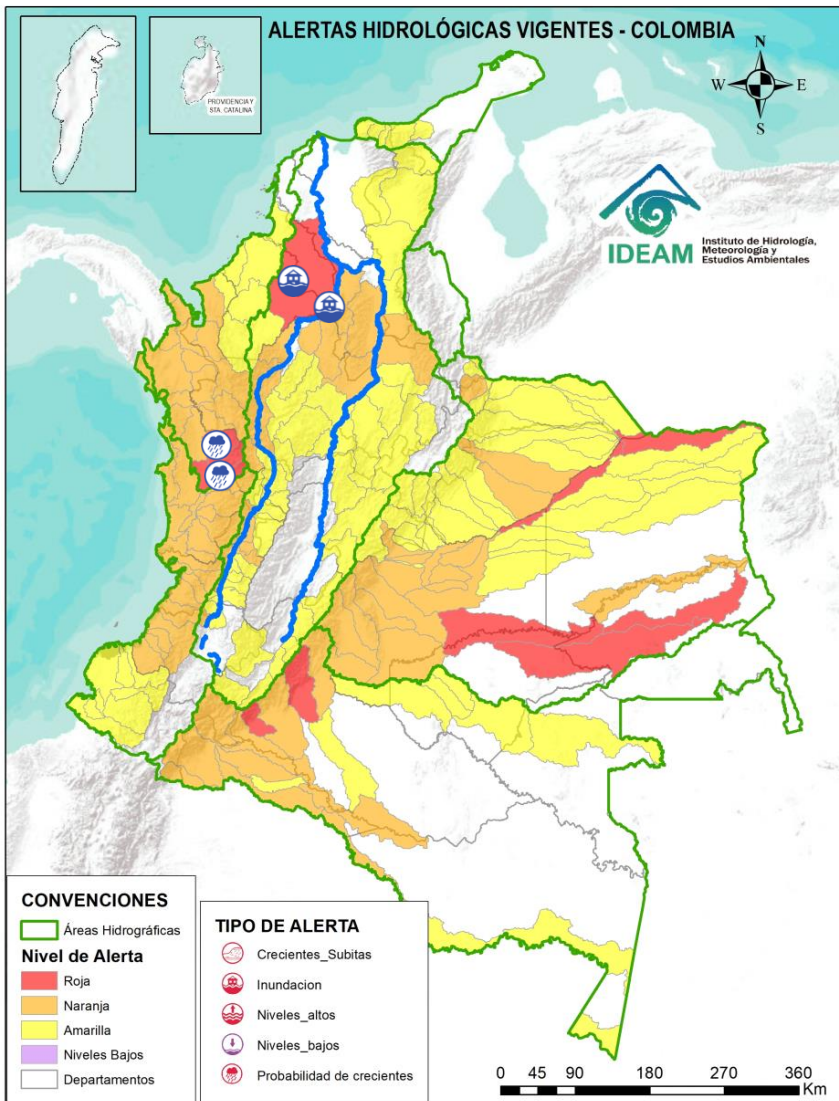 ALERTAS HIDROLÓGICAS VIGENTES - COLOMBIA
PROVIDENCIA Y
STA. CATALINA
N
W
E
S
IDEAM
Instituto de Hidrología,
Meteorología y
Estudios Ambientales
CONVENCIONES
Áreas Hidrográficas
Nivel de Alerta
Roja
Naranja
Amarilla
Niveles Bajos
Departamentos
TIPO DE ALERTA
Crecientes_Subitas
Inundacion
Niveles_altos
Niveles_bajos
Probabilidad de crecientes
0 45 90 180 270 360
Km